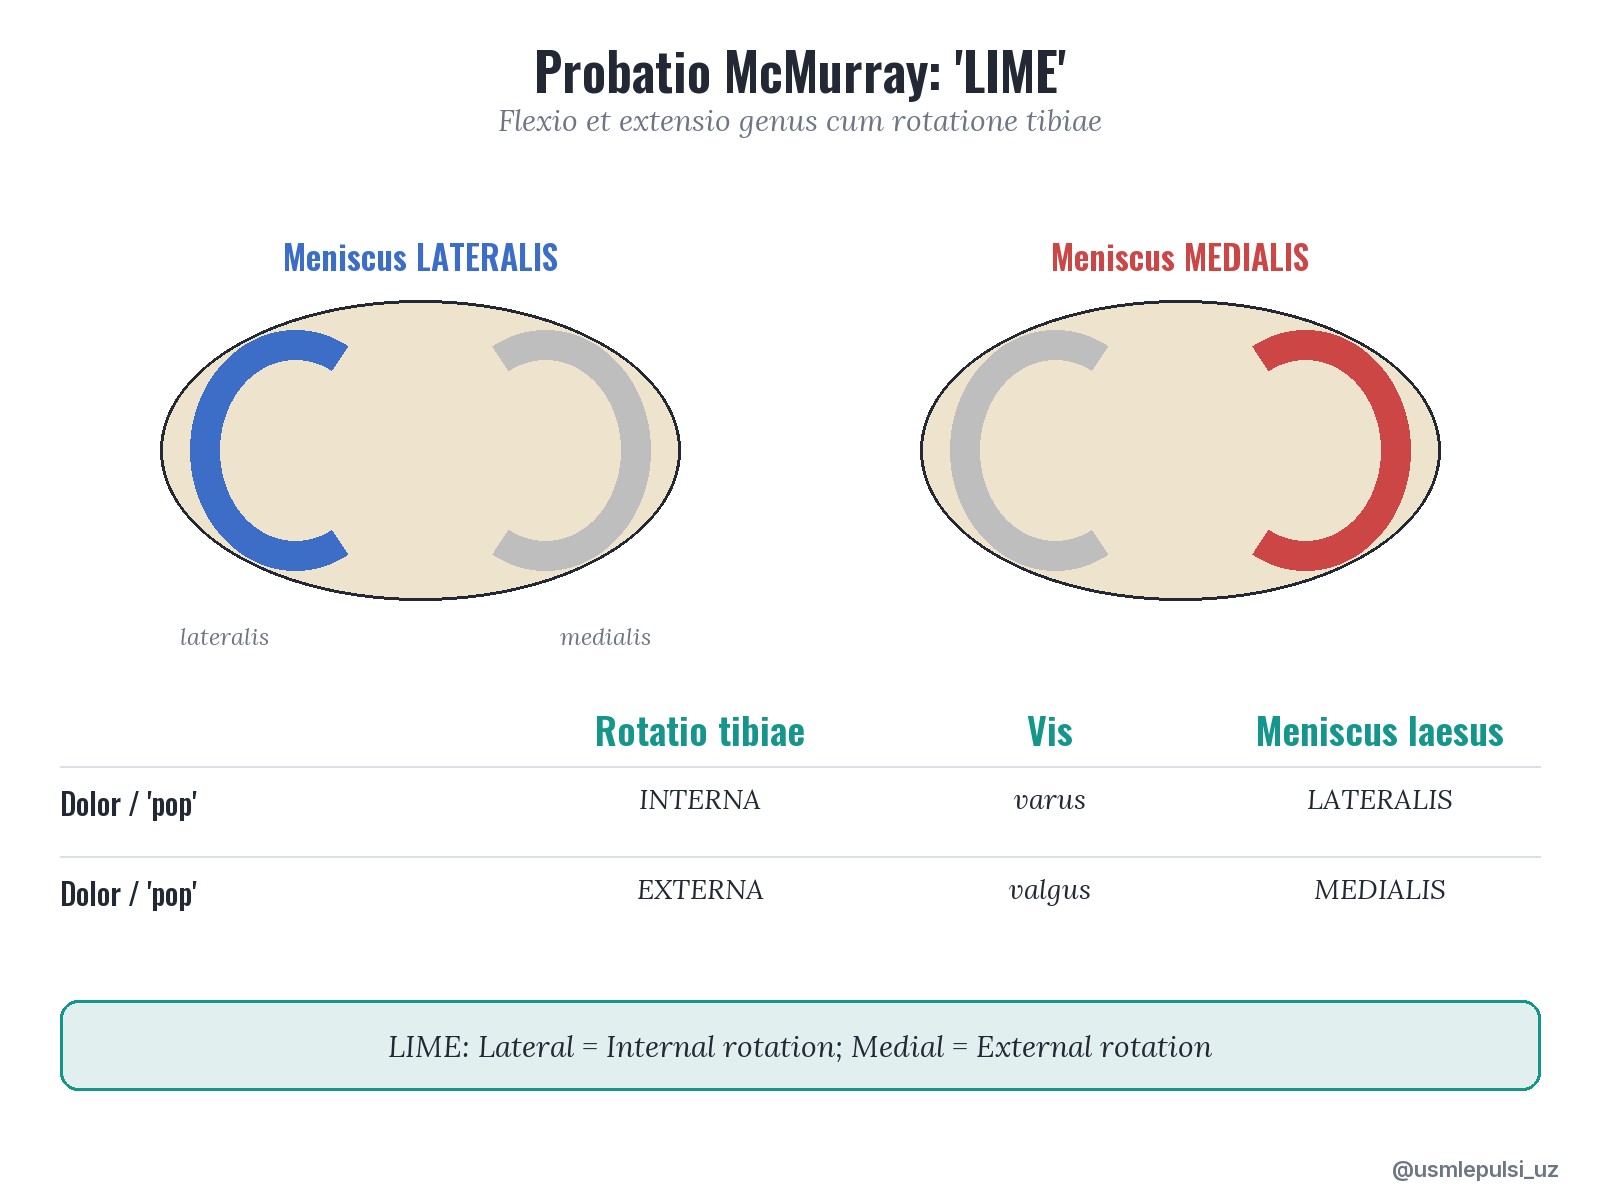 Probatio McMurray: 'LIME'
Flexio et extensio genus cum rotatione tibiae
Meniscus LATERALIS
Meniscus MEDIALIS
lateralis medialis
Rotatio tibiae Vis Meniscus laesus
Dolor / 'pop' INTERNA varus LATERALIS
Dolor / 'pop' EXTERNA valgus MEDIALIS
LIME: Lateral = Internal rotation; Medial = External rotation
@usmlepulsi_uz